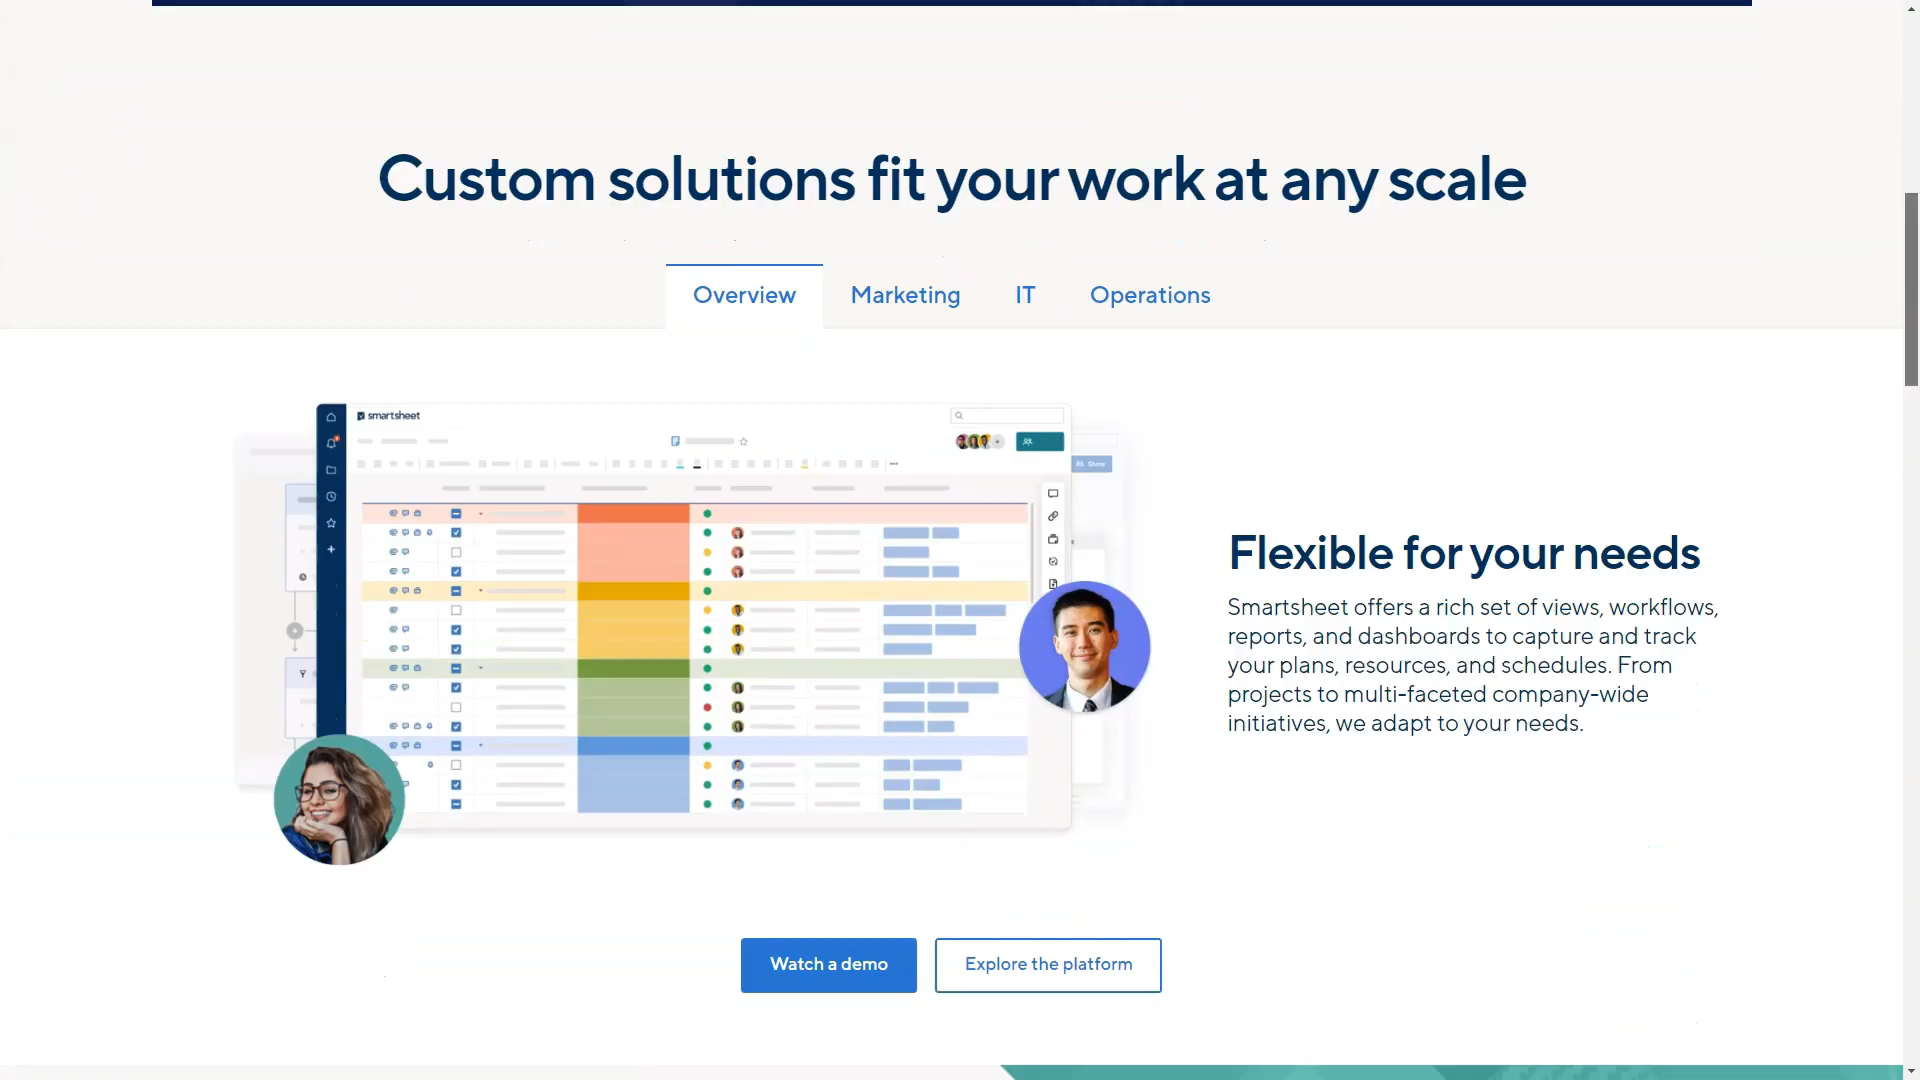 Custom solutions fit your work at any scale
Overview
Marketing
IT
Operations
smartsheet
Share
Flexible for your needs
Smartsheet offers a rich set of views, workflows,
reports, and dashboards to capture and track
your plans, resources, and schedules. From
projects to multi-faceted company-wide
initiatives, we adapt to your needs.
Watch a demo
Explore the platform